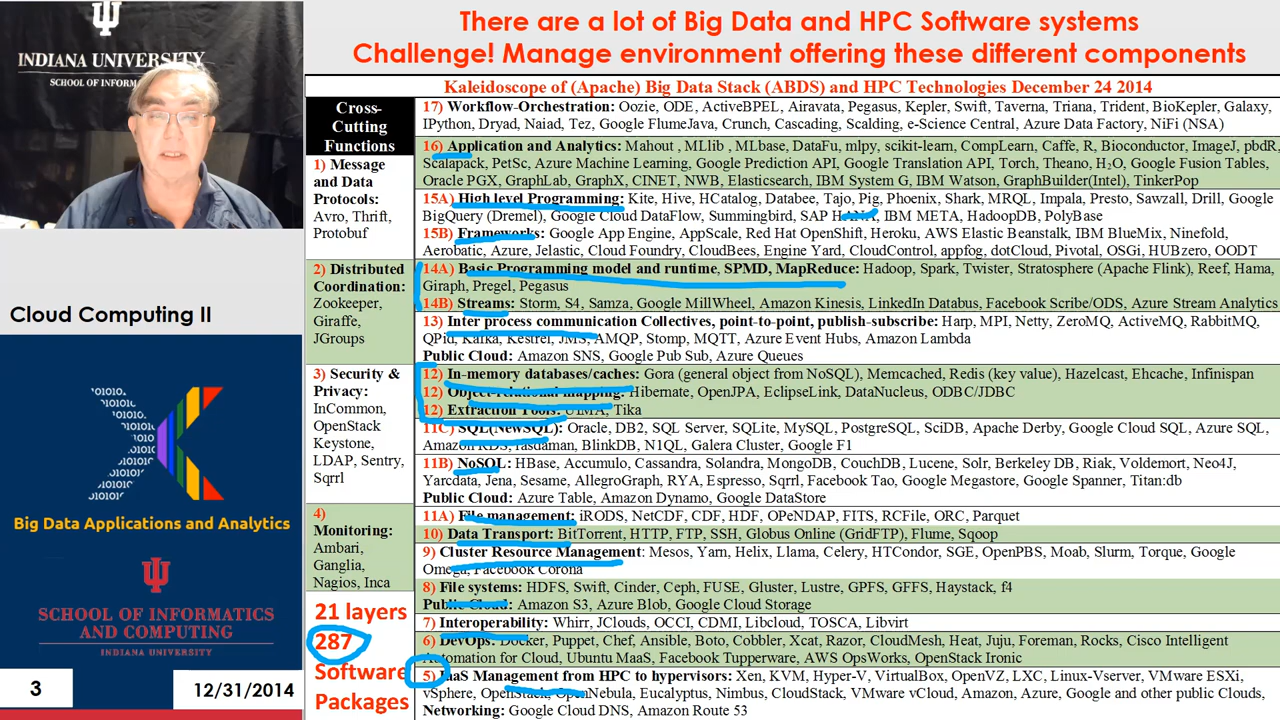 INDIANA UNIVERSITY
SCHOOL OF INFORM
There are a lot of Big Data and HPC Software systems
Challenge! Manage environment offering these different components
Kaleidoscope of (Apache) Big Data Stack (ABDS) and HPC Technologies December 24 2014
Cross-
Cutting
Functions
1) Message
and Data
Protocols:
Avro, Thrift,
Protobuf
2) Distributed
Coordination:
Zookeeper,
Giraffe,
JGroups
3) Security &
Privacy:
InCommon,
OpenStack
Keystone,
LDAP, Sentry,
Sqrrl
4)
Monitoring:
Ambari,
Ganglia,
Nagios, Inca
21 layers
287
Software
Packages
17) Workflow-Orchestration: Oozie, ODE, ActiveBPEL, Airavata, Pegasus, Kepler, Swift, Taverna, Triana, Trident, BioKepler, Galaxy,
IPython, Dryad, Naiad, Tez, Google FlumeJava, Crunch, Cascading, Scalding, e-Science Central, Azure Data Factory, NiFi (NSA)
16) Application and Analytics: Mahout , MLlib , MLbase, DataFu, mlpy, scikit-learn, CompLearn, Caffe, R, Bioconductor, ImageJ, pbdR,
Scalapack, PetSc, Azure Machine Learning, Google Prediction API, Google Translation API, Torch, Theano, H2O, Google Fusion Tables,
Oracle PGX, GraphLab, GraphX, CINET, NWB, Elasticsearch, IBM System G, IBM Watson, GraphBuilder(Intel), TinkerPop
15A) High level Programming: Kite, Hive, HCatalog, Databee, Tajo, Pig, Phoenix, Shark, MRQL, Impala, Presto, Sawzall, Drill, Google
BigQuery (Dremel), Google Cloud DataFlow, Summingbird, SAP HANA, IBM META, HadoopDB, PolyBase
15B) Frameworks: Google App Engine, AppScale, Red Hat OpenShift, Heroku, AWS Elastic Beanstalk, IBM BlueMix, Ninefold,
Aerobatic, Azure, Jelastic, Cloud Foundry, CloudBees, Engine Yard, CloudControl, appfog, dotCloud, Pivotal, OSGi, HUBzero, OODT
14A) Basic Programming model and runtime, SPMD, MapReduce: Hadoop, Spark, Twister, Stratosphere (Apache Flink), Reef, Hama,
Giraph, Pregel, Pegasus
14B) Streams: Storm, S4, Samza, Google MillWheel, Amazon Kinesis, LinkedIn Databus, Facebook Scribe/ODS, Azure Stream Analytics
13) Inter process communication Collectives, point-to-point, publish-subscribe: Harp, MPI, Netty, ZeroMQ, ActiveMQ, RabbitMQ,
QPid, Kafka, Kestrel, JMS, AMQP, Stomp, MQTT, Azure Event Hubs, Amazon Lambda
Public Cloud: Amazon SNS, Google Pub Sub, Azure Queues
12) In-memory databases/caches: Gora (general object from NoSQL), Memcached, Redis (key value), Hazelcast, Ehcache, Infinispan
12) Object-relational mapping: Hibernate, OpenJPA, EclipseLink, DataNucleus, ODBC/JDBC
12) Extraction Tools: UIMA, Tika
11C) SQL(NewSQL): Oracle, DB2, SQL Server, SQLite, MySQL, PostgreSQL, SciDB, Apache Derby, Google Cloud SQL, Azure SQL,
Amazon RDS, rasdaman, BlinkDB, N1QL, Galera Cluster, Google F1
11B) NoSQL: HBase, Accumulo, Cassandra, Solandra, MongoDB, CouchDB, Lucene, Solr, Berkeley DB, Riak, Voldemort, Neo4J,
Yarcdata, Jena, Sesame, AllegroGraph, RYA, Espresso, Sqrrl, Facebook Tao, Google Megastore, Google Spanner, Titan:db
Public Cloud: Azure Table, Amazon Dynamo, Google DataStore
11A) File management: iRODS, NetCDF, CDF, HDF, OPeNDAP, FITS, RCFile, ORC, Parquet
10) Data Transport: BitTorrent, HTTP, FTP, SSH, Globus Online (GridFTP), Flume, Sqoop
9) Cluster Resource Management: Mesos, Yarn, Helix, Llama, Celery, HTCondor, SGE, OpenPBS, Moab, Slurm, Torque, Google
Omega, Facebook Corona
8) File systems: HDFS, Swift, Cinder, Ceph, FUSE, Gluster, Lustre, GPFS, GFFS, Haystack, f4
Public Cloud: Amazon S3, Azure Blob, Google Cloud Storage
7) Interoperability: Whirr, JClouds, OCCI, CDMI, Libcloud, TOSCA, Libvirt
6) DevOps: Docker, Puppet, Chef, Ansible, Boto, Cobbler, Xcat, Razor, CloudMesh, Heat, Juju, Foreman, Rocks, Cisco Intelligent
Automation for Cloud, Ubuntu MaaS, Facebook Tupperware, AWS OpsWorks, OpenStack Ironic
5) IaaS Management from HPC to hypervisors: Xen, KVM, Hyper-V, VirtualBox, OpenVZ, LXC, Linux-Vserver, VMware ESXi,
vSphere, OpenStack, OpenNebula, Eucalyptus, Nimbus, CloudStack, VMware vCloud, Amazon, Azure, Google and other public Clouds,
Networking: Google Cloud DNS, Amazon Route 53
Cloud Computing II
Big Data Applications and Analytics
SCHOOL OF INFORMATICS
AND COMPUTING
INDIANA UNIVERSITY
3
12/31/2014